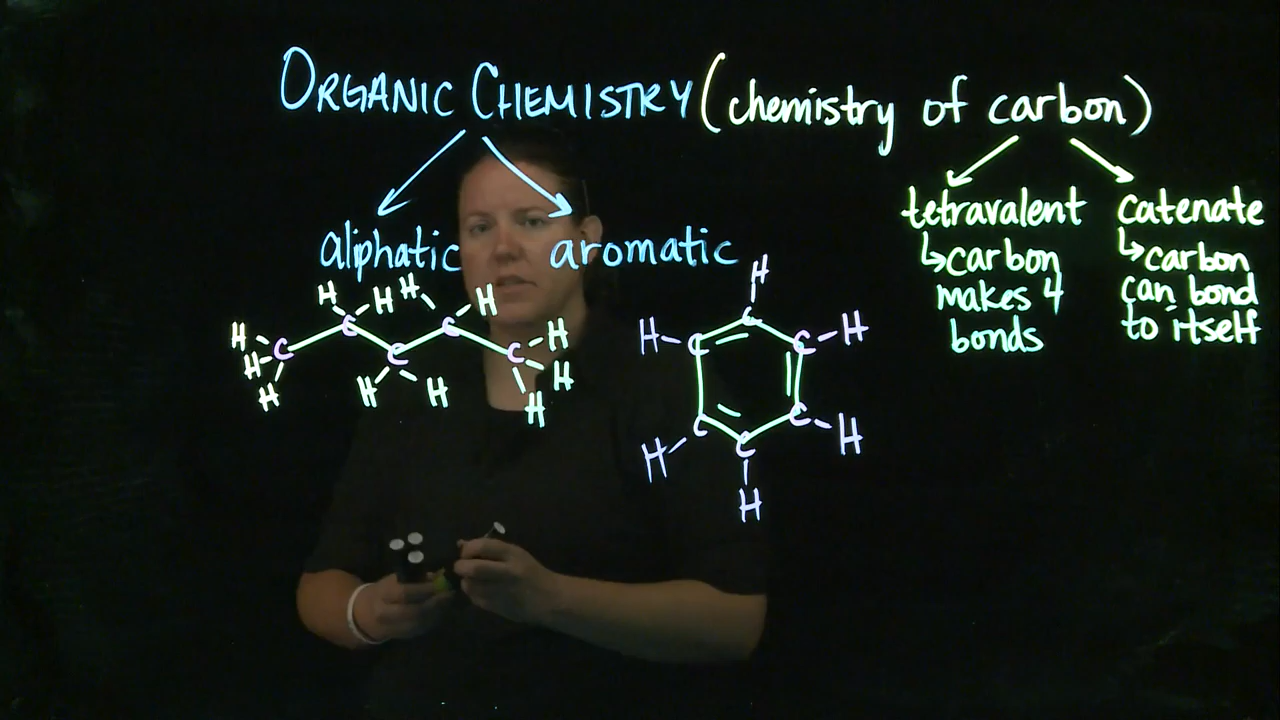 ORGANIC CHEMISTRY (chemistry of carbon)
aliphatic
aromatic
tetravalent
↳carbon
makes 4
bonds
catenate
↳carbon
can bond
to itself
H H H H
H C C H
H C C C H
H H H H H
H
C
H C C H
C C H
H C
H